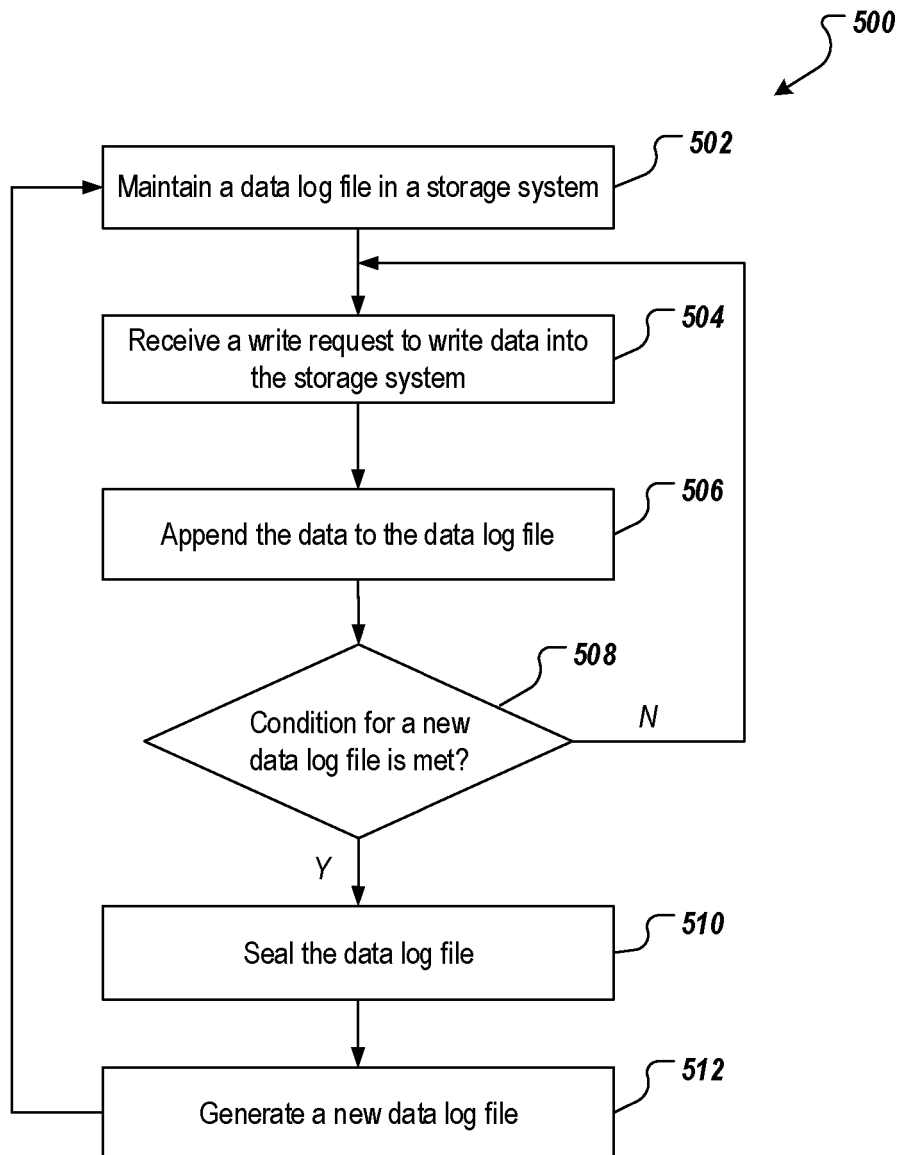 500
502
Maintain a data log file in a storage system
504
Receive a write request to write data into
the storage system
506
Append the data to the data log file
508
Condition for a new
data log file is met?
N
Y
510
Seal the data log file
512
Generate a new data log file